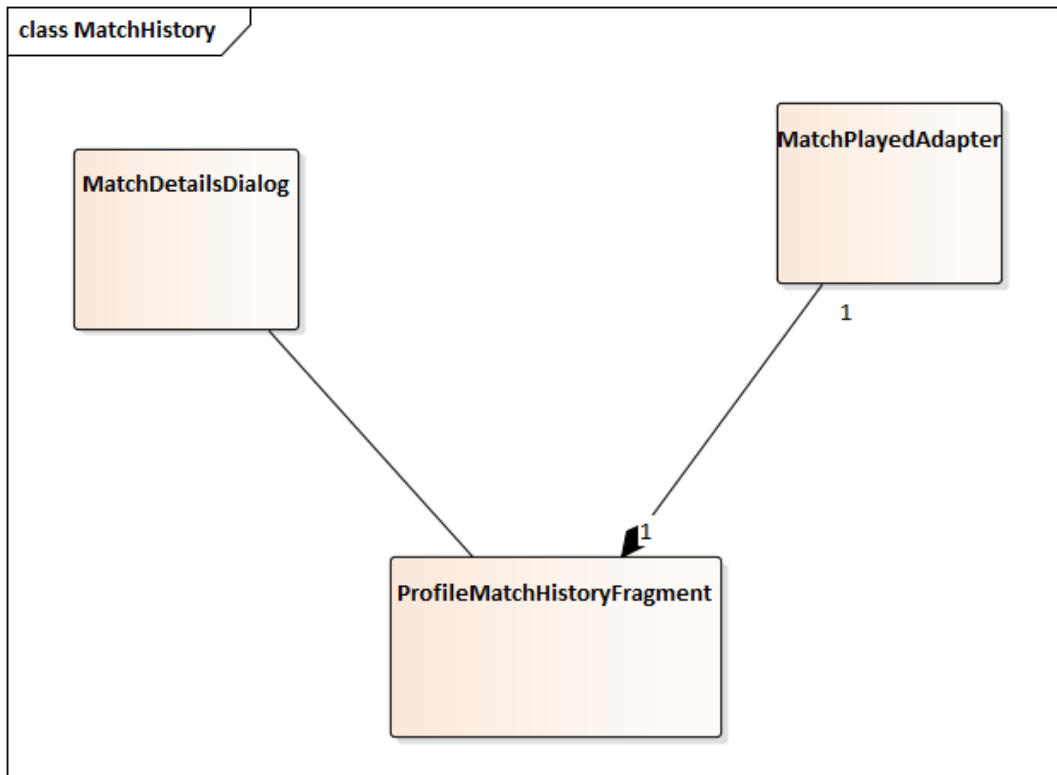 class MatchHistory
MatchPlayedAdapter
MatchDetailsDialog
1
1
ProfileMatchHistoryFragment